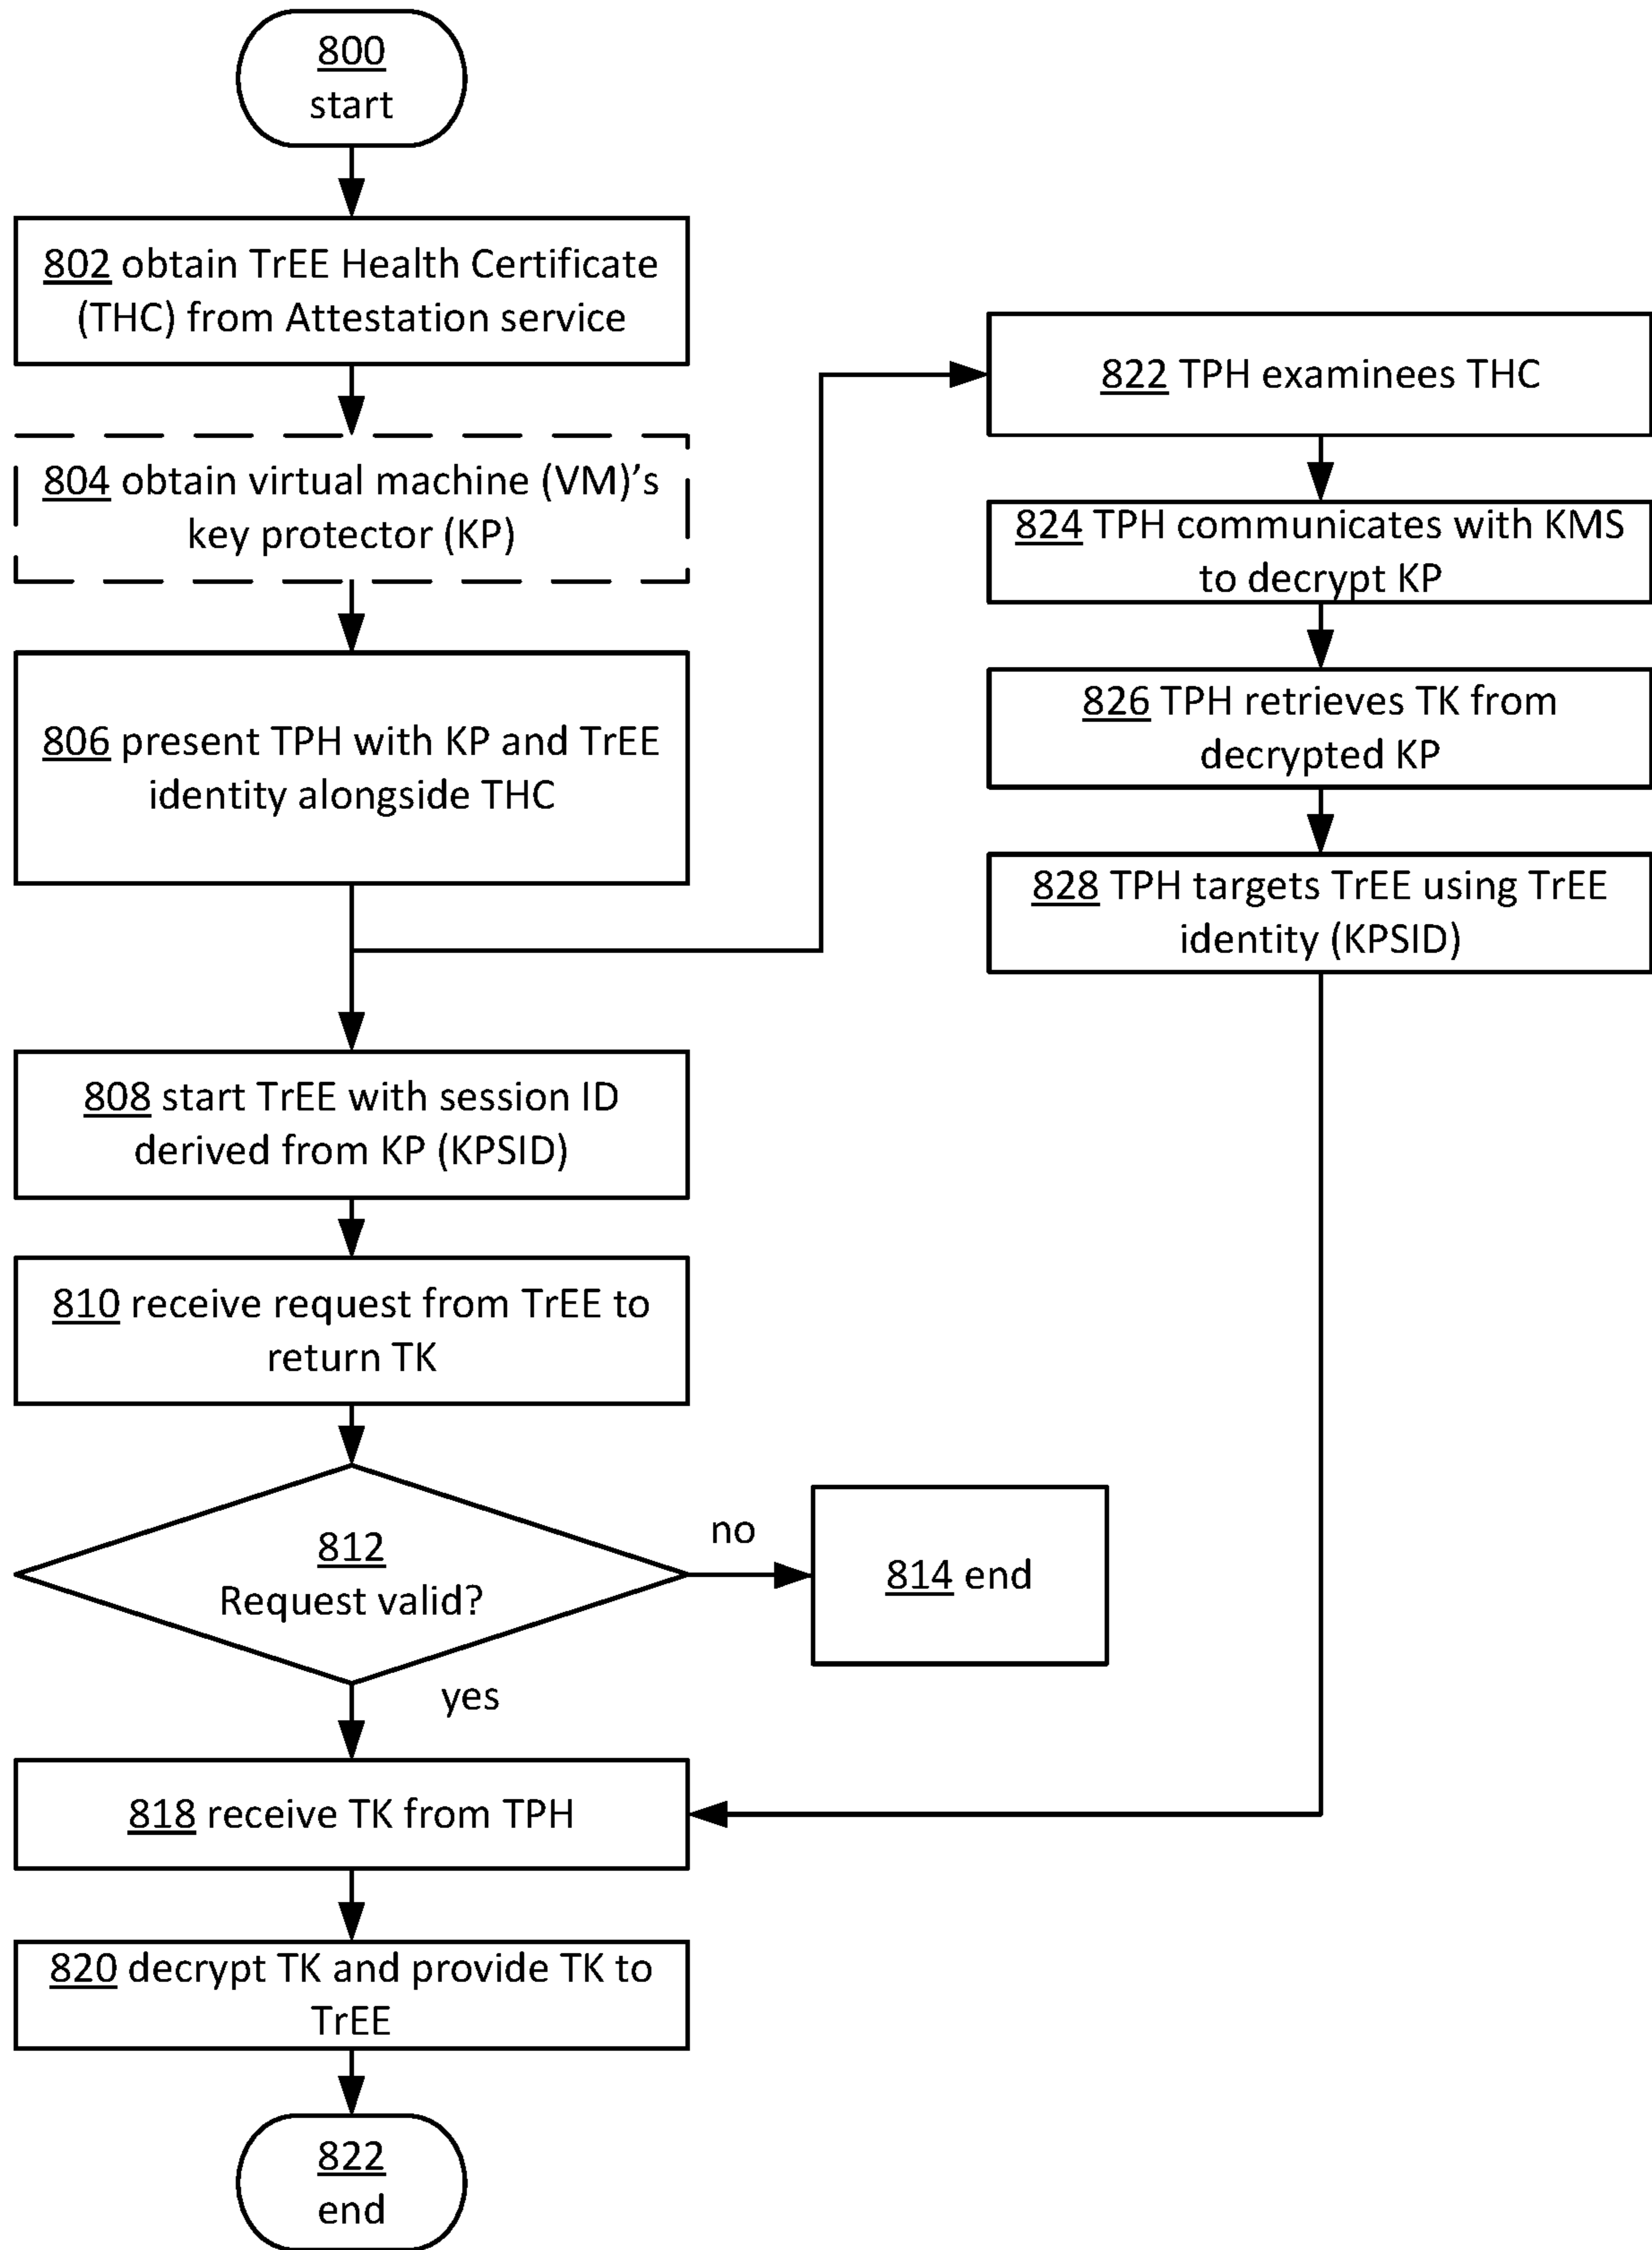 800
start
802 obtain TrEE Health Certificate
(THC) from Attestation service
804 obtain virtual machine (VM)’s
key protector (KP)
806 present TPH with KP and TrEE
identity alongside THC
822 TPH examinees THC
824 TPH communicates with KMS
to decrypt KP
826 TPH retrieves TK from
decrypted KP
828 TPH targets TrEE using TrEE
identity (KPSID)
808 start TrEE with session ID
derived from KP (KPSID)
810 receive request from TrEE to
return TK
812
Request valid?
no
814 end
yes
818 receive TK from TPH
820 decrypt TK and provide TK to
TrEE
822
end